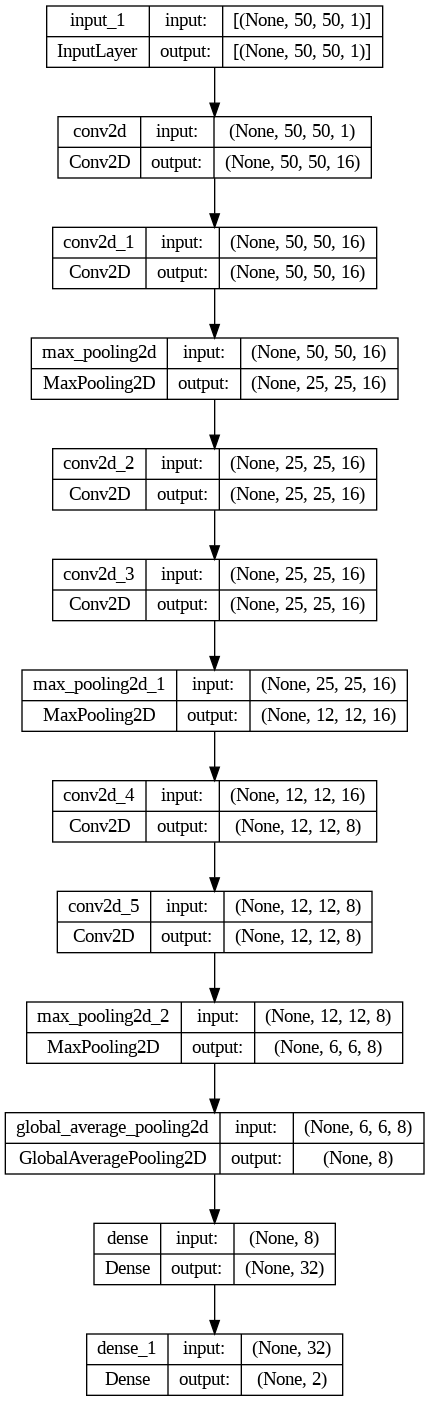 input_1 input: [(None, 50, 50, 1)]
InputLayer output: [(None, 50, 50, 1)]
conv2d input: (None, 50, 50, 1)
Conv2D output: (None, 50, 50, 16)
conv2d_1 input: (None, 50, 50, 16)
Conv2D output: (None, 50, 50, 16)
max_pooling2d input: (None, 50, 50, 16)
MaxPooling2D output: (None, 25, 25, 16)
conv2d_2 input: (None, 25, 25, 16)
Conv2D output: (None, 25, 25, 16)
conv2d_3 input: (None, 25, 25, 16)
Conv2D output: (None, 25, 25, 16)
max_pooling2d_1 input: (None, 25, 25, 16)
MaxPooling2D output: (None, 12, 12, 16)
conv2d_4 input: (None, 12, 12, 16)
Conv2D output: (None, 12, 12, 8)
conv2d_5 input: (None, 12, 12, 8)
Conv2D output: (None, 12, 12, 8)
max_pooling2d_2 input: (None, 12, 12, 8)
MaxPooling2D output: (None, 6, 6, 8)
global_average_pooling2d input: (None, 6, 6, 8)
GlobalAveragePooling2D output: (None, 8)
dense input: (None, 8)
Dense output: (None, 32)
dense_1 input: (None, 32)
Dense output: (None, 2)